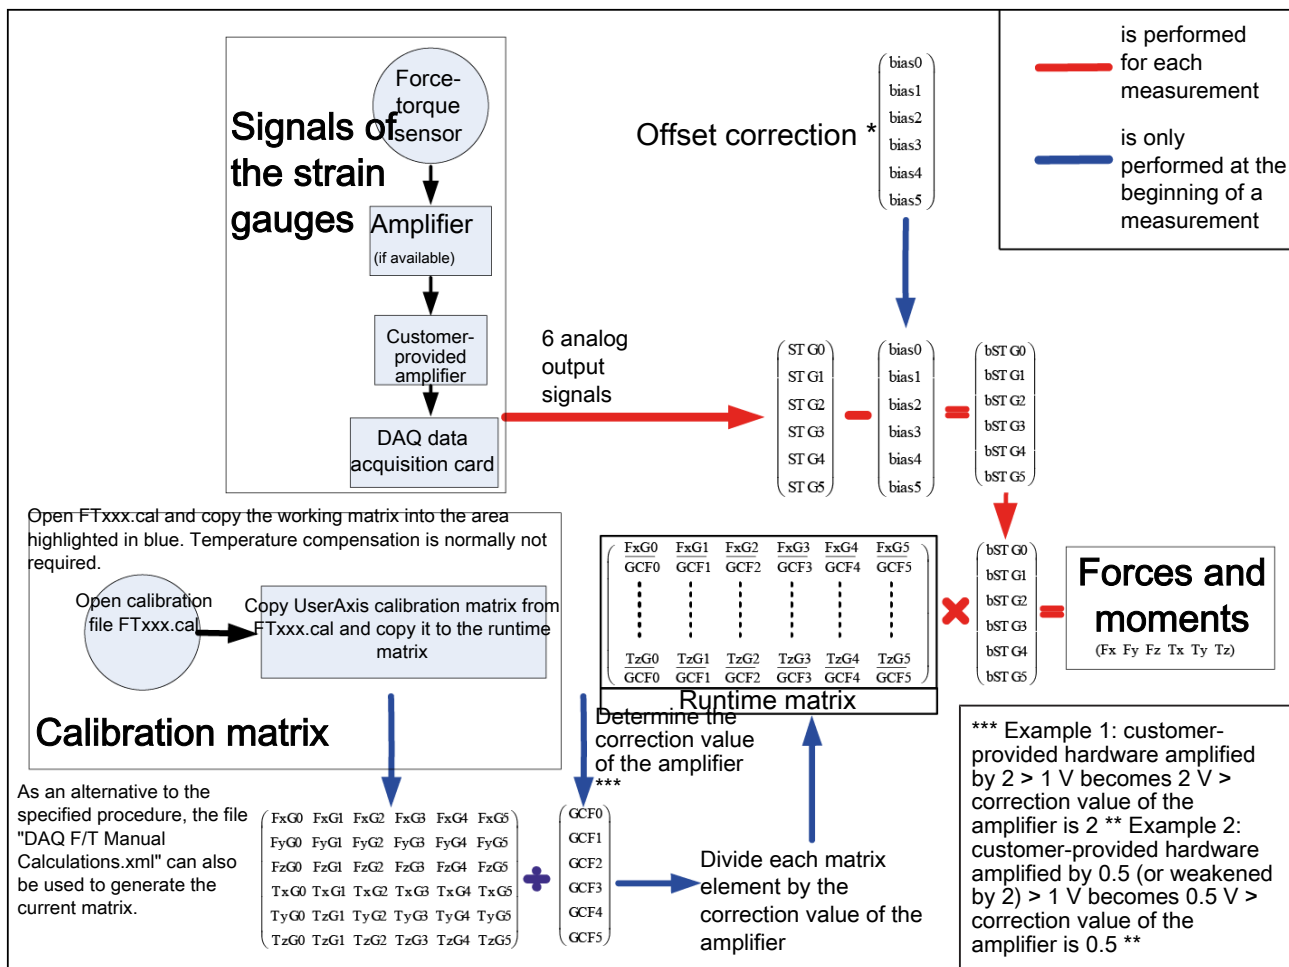 Force-
torque
sensor
Signals of
the strain
gauges
Amplifier
(if available)
Customer-
provided
amplifier
DAQ data
acquisition card
6 analog
output
signals
Offset correction *
bias0
bias1
bias2
bias3
bias4
bias5
is performed
for each
measurement
is only
performed at the
beginning of a
measurement
ST G0
ST G1
ST G2
ST G3
ST G4
ST G5
bias0
bias1
bias2
bias3
bias4
bias5
bST G0
bST G1
bST G2
bST G3
bST G4
bST G5
Open FTxxx.cal and copy the working matrix into the area
highlighted in blue. Temperature compensation is normally not
required.
Open calibration
file FTxxx.cal
Copy UserAxis calibration matrix from
FTxxx.cal and copy it to the runtime
matrix
Calibration matrix
FxG0 FxG1 FxG2 FxG3 FxG4 FxG5
GCF0 GCF1 GCF2 GCF3 GCF4 GCF5
TzG0 TzG1 TzG2 TzG3 TzG4 TzG5
GCF0 GCF1 GCF2 GCF3 GCF4 GCF5
Runtime matrix
bST G0
bST G1
bST G2
bST G3
bST G4
bST G5
Forces and
moments
(Fx Fy Fz Tx Ty Tz)
Determine the
correction value
of the amplifier
***
As an alternative to the
specified procedure, the file
"DAQ F/T Manual
Calculations.xml" can also
be used to generate the
current matrix.
FxG0 FxG1 FxG2 FxG3 FxG4 FxG5
FyG0 FyG1 FyG2 FyG3 FyG4 FyG5
FzG0 FzG1 FzG2 FzG3 FzG4 FzG5
TxG0 TxG1 TxG2 TxG3 TxG4 TxG5
TyG0 TzG1 TyG2 TyG3 TyG4 TyG5
TzG0 TzG1 TzG2 TzG3 TzG4 TzG5
GCF0
GCF1
GCF2
GCF3
GCF4
GCF5
Divide each matrix
element by the
correction value of the
amplifier
*** Example 1: customer-
provided hardware amplified
by 2 > 1 V becomes 2 V >
correction value of the
amplifier is 2 ** Example 2:
customer-provided hardware
amplified by 0.5 (or weakened
by 2) > 1 V becomes 0.5 V >
correction value of the
amplifier is 0.5 **